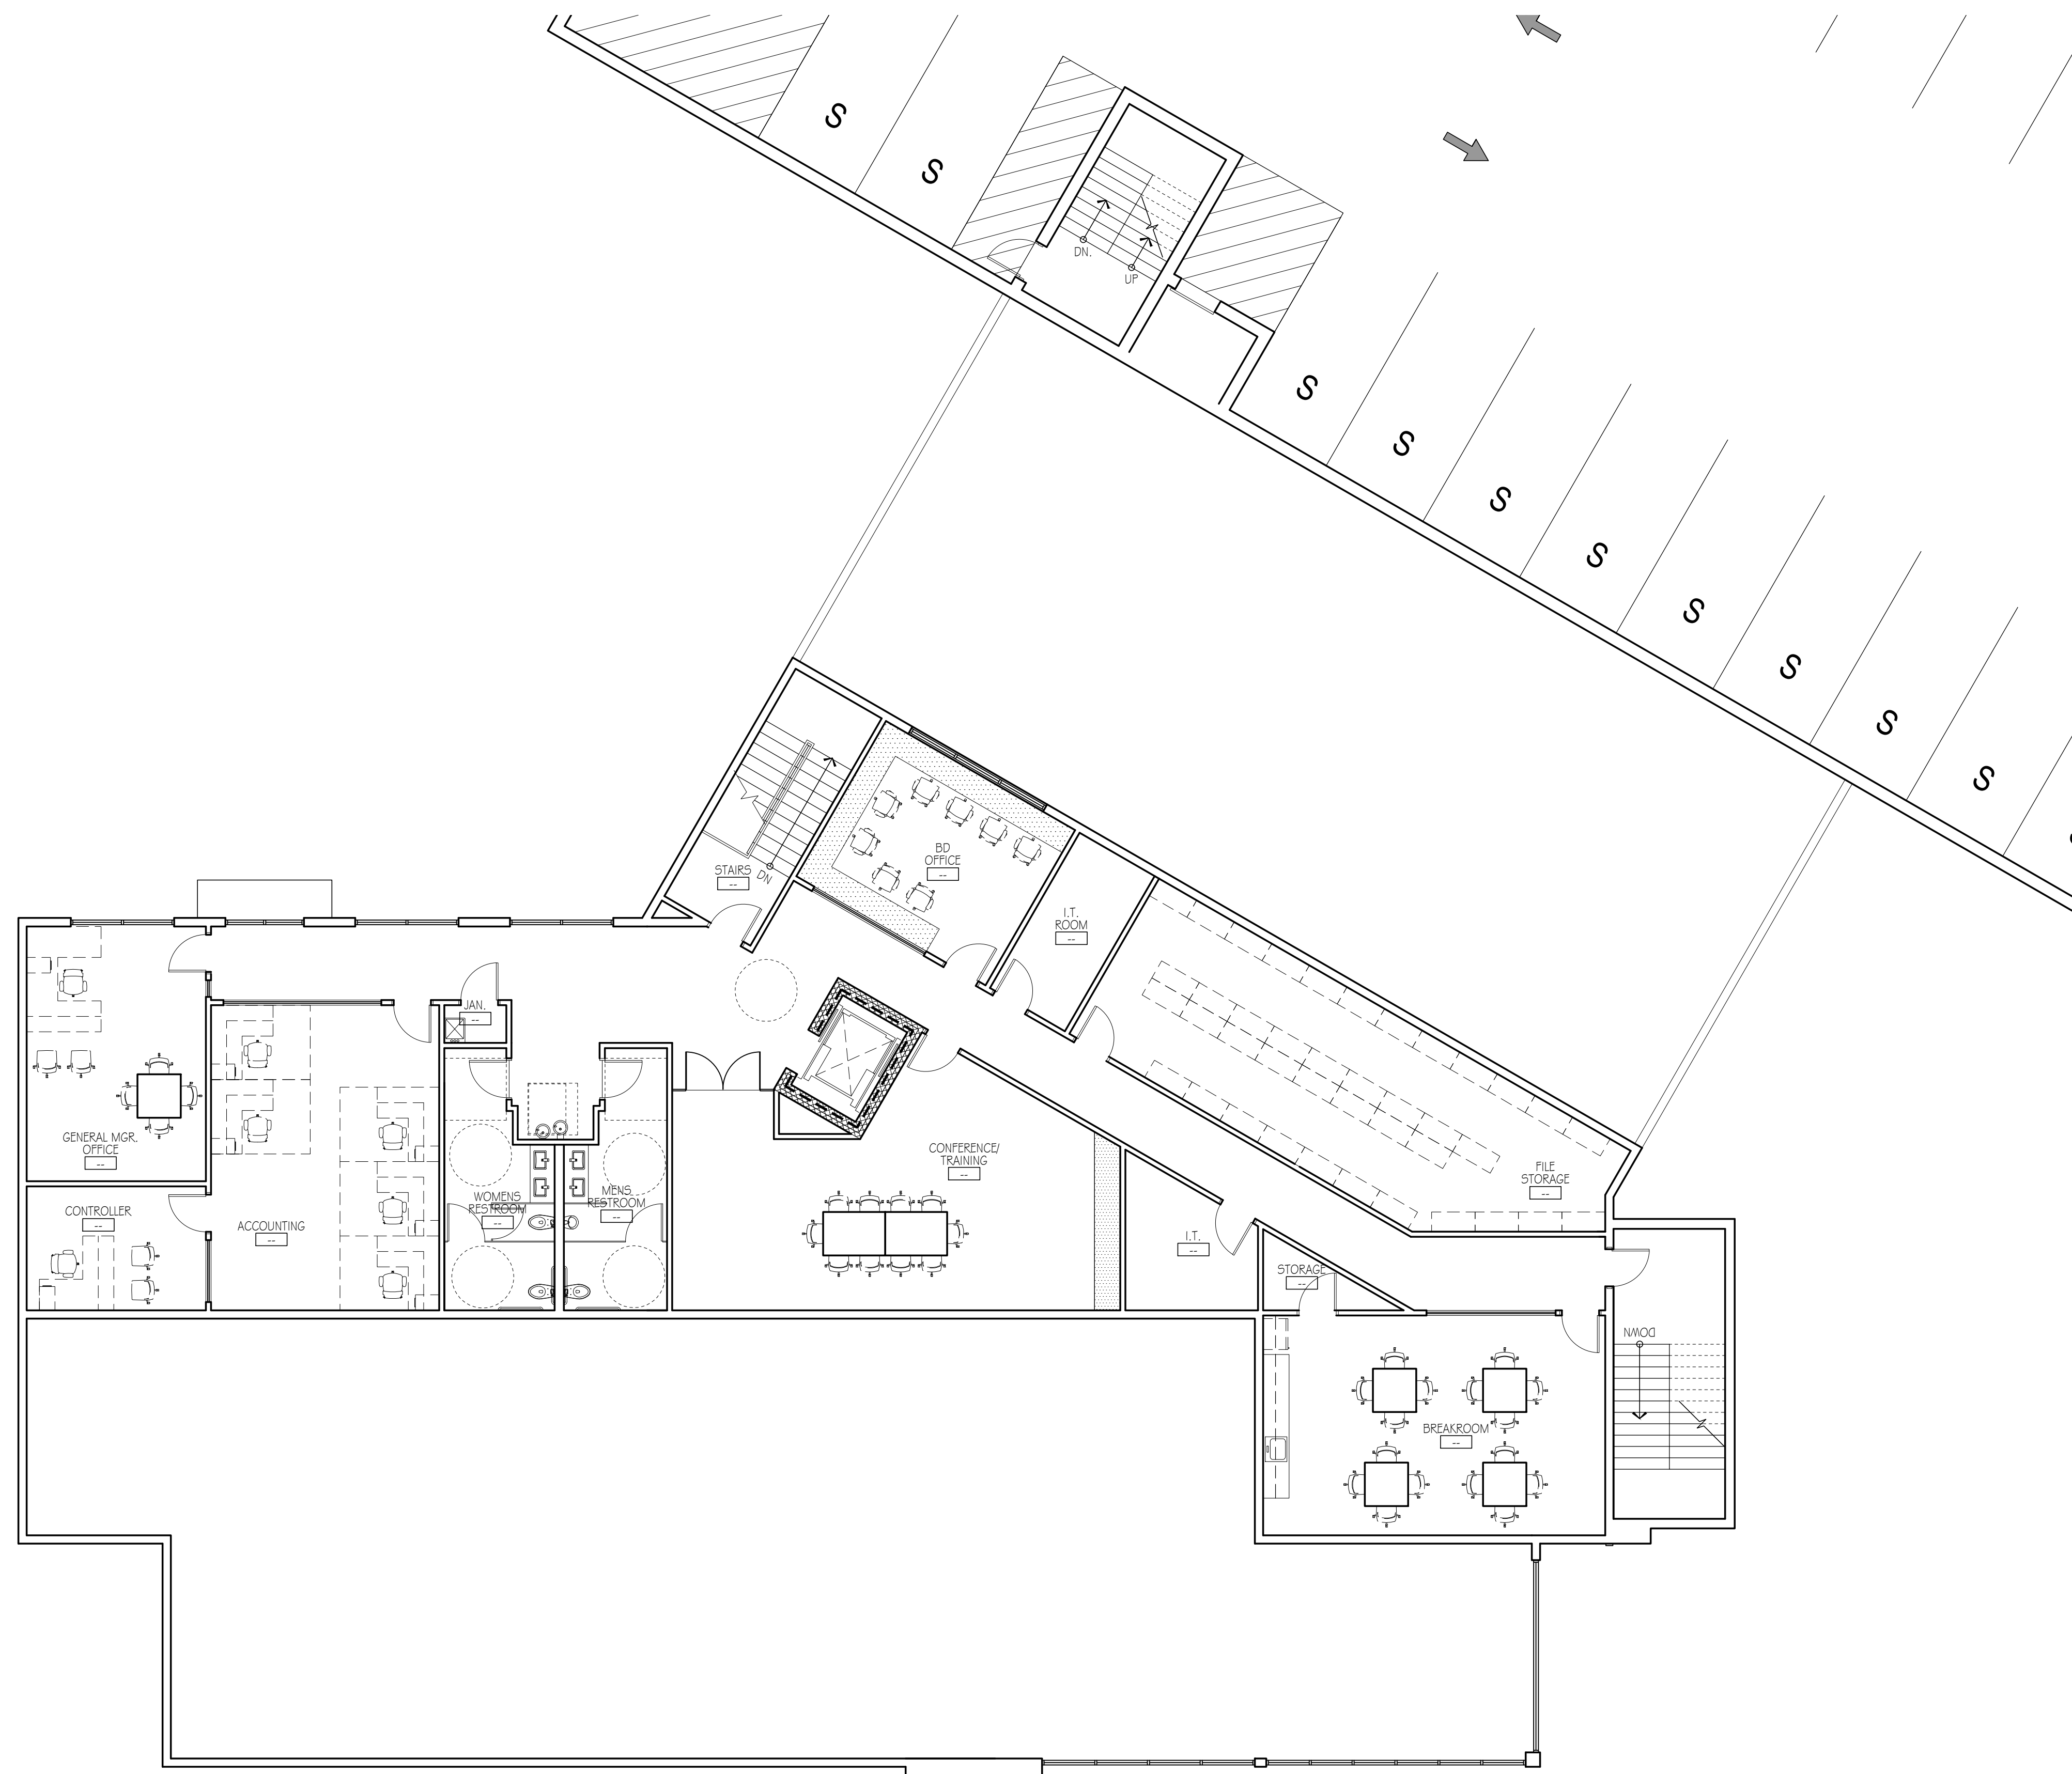 S
S
DN.
UP
S
S
S
S
S
S
S
S
BD
OFFICE
--
STAIRS
--
DN
I.T.
ROOM
--
JAN.
--
GENERAL MGR.
OFFICE
--
CONFERENCE/
TRAINING
--
FILE
STORAGE
--
WOMENS
RESTROOM
--
MENS
RESTROOM
--
CONTROLLER
--
ACCOUNTING
--
I.T.
--
STORAGE
--
DOWN
BREAKROOM
--